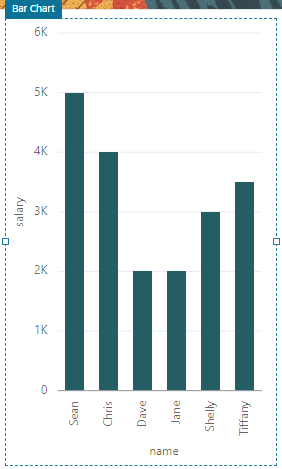 Bar Chart
6K
5K
4K
3K
2K
1K
0
salary
Sean
Chris
Dave
Jane
Shelly
Tiffany
name